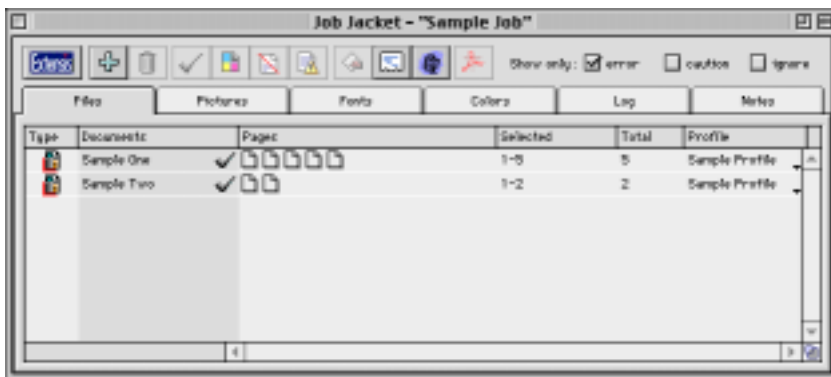 Job Jacket - "Sample Job"
Extensis Show only: error caution ignore
Files Pictures Fonts Colors Log Notes
Type Documents Pages Selected Total Profile
Sample One 1-5 5 Sample Profile
Sample Two 1-2 2 Sample Profile